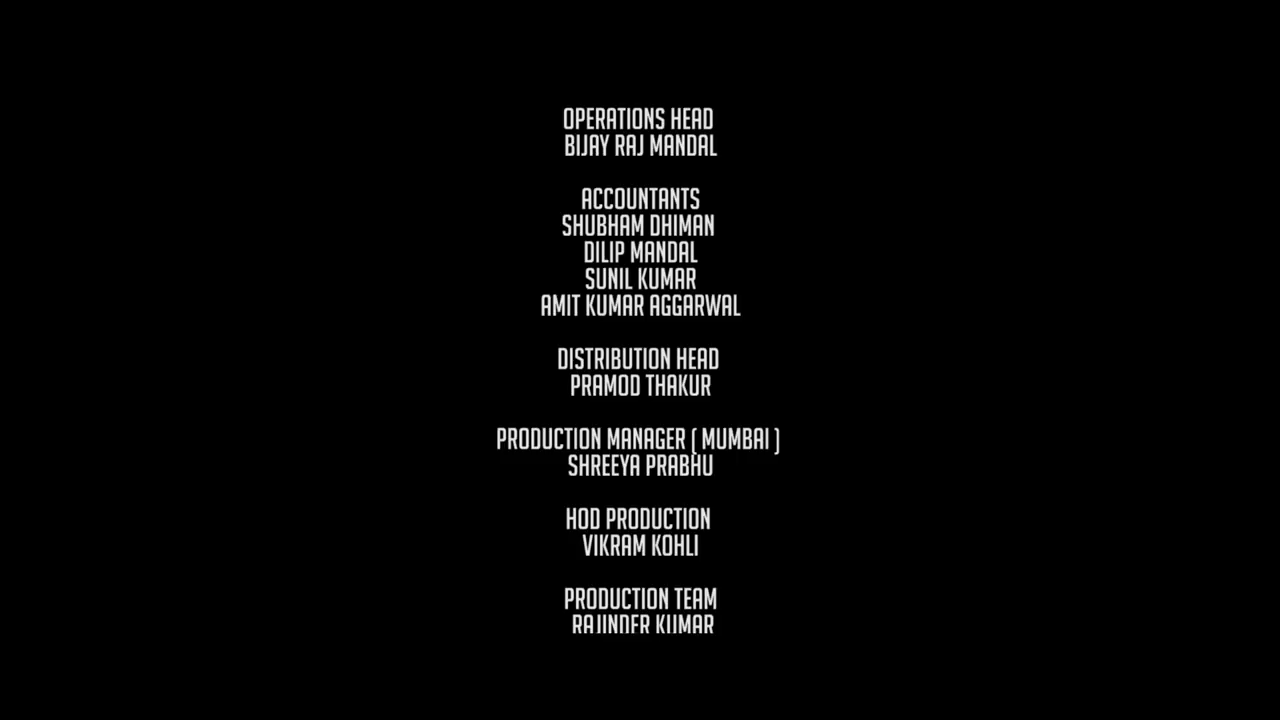 OPERATIONS HEAD
BIJAY RAJ MANDAL
ACCOUNTANTS
SHUBHAM DHIMAN
DILIP MANDAL
SUNIL KUMAR
AMIT KUMAR AGGARWAL
DISTRIBUTION HEAD
PRAMOD THAKUR
PRODUCTION MANAGER ( MUMBAI )
SHREEYA PRABHU
HOD PRODUCTION
VIKRAM KOHLI
PRODUCTION TEAM
RAJINDER KUMAR